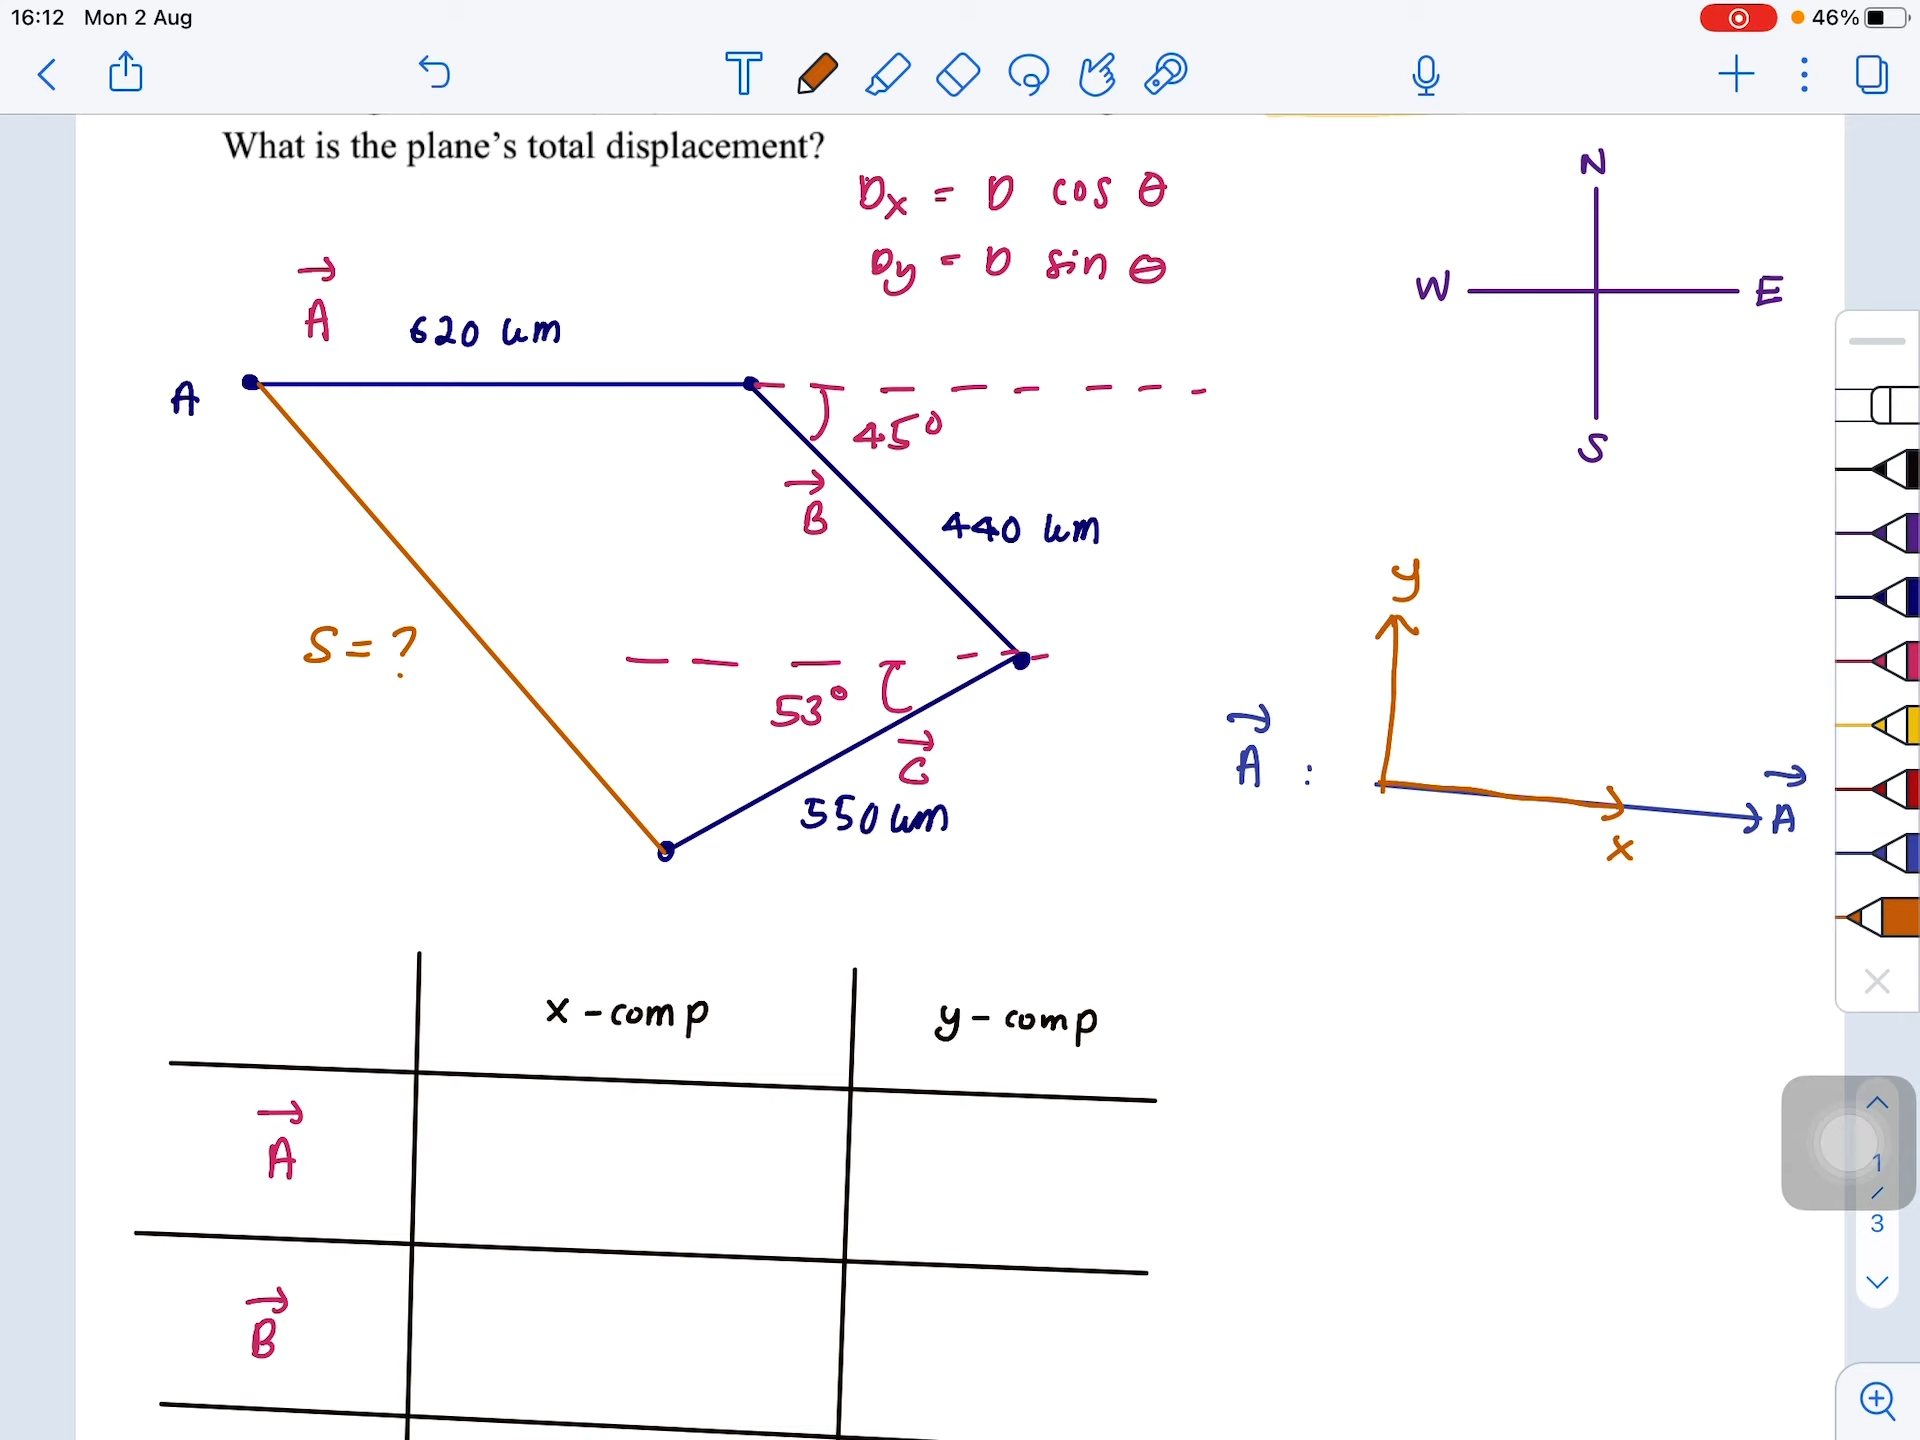 16:12 Mon 2 Aug
46%
T
What is the plane's total displacement?
Dx = D cos θ
Dy = D sin θ
N
W E
S
A
620 km
A
45°
B
440 km
S = ?
53°
C
550 km
y
A :
A
x
x - comp
y - comp
A
B
1
/
3